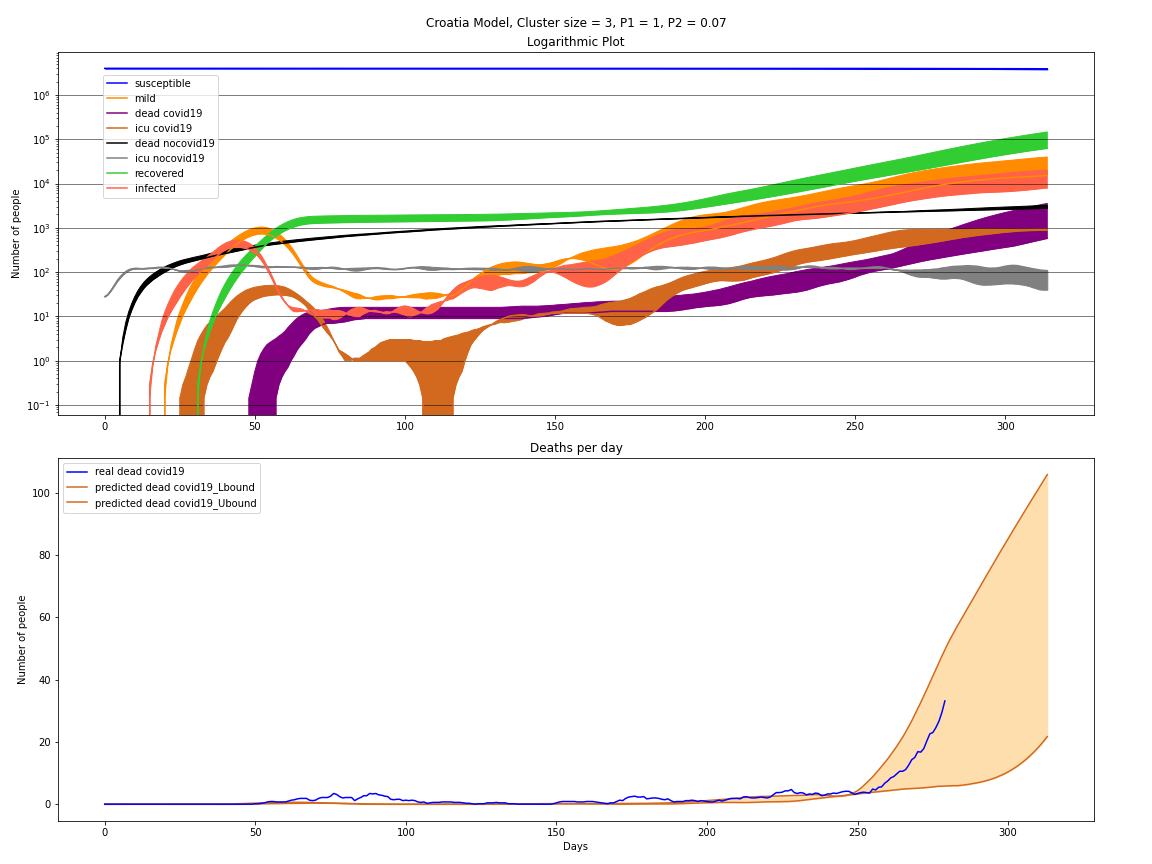 Croatia Model, Cluster size = 3, P1 = 1, P2 = 0.07
Logarithmic Plot
Number of people
10⁶
10⁵
10⁴
10³
10²
10¹
10⁰
10⁻¹
susceptible
mild
dead covid19
icu covid19
dead nocovid19
icu nocovid19
recovered
infected
0 50 100 150 200 250 300
Deaths per day
Number of people
100
80
60
40
20
0
real dead covid19
predicted dead covid19_Lbound
predicted dead covid19_Ubound
0 50 100 150 200 250 300
Days